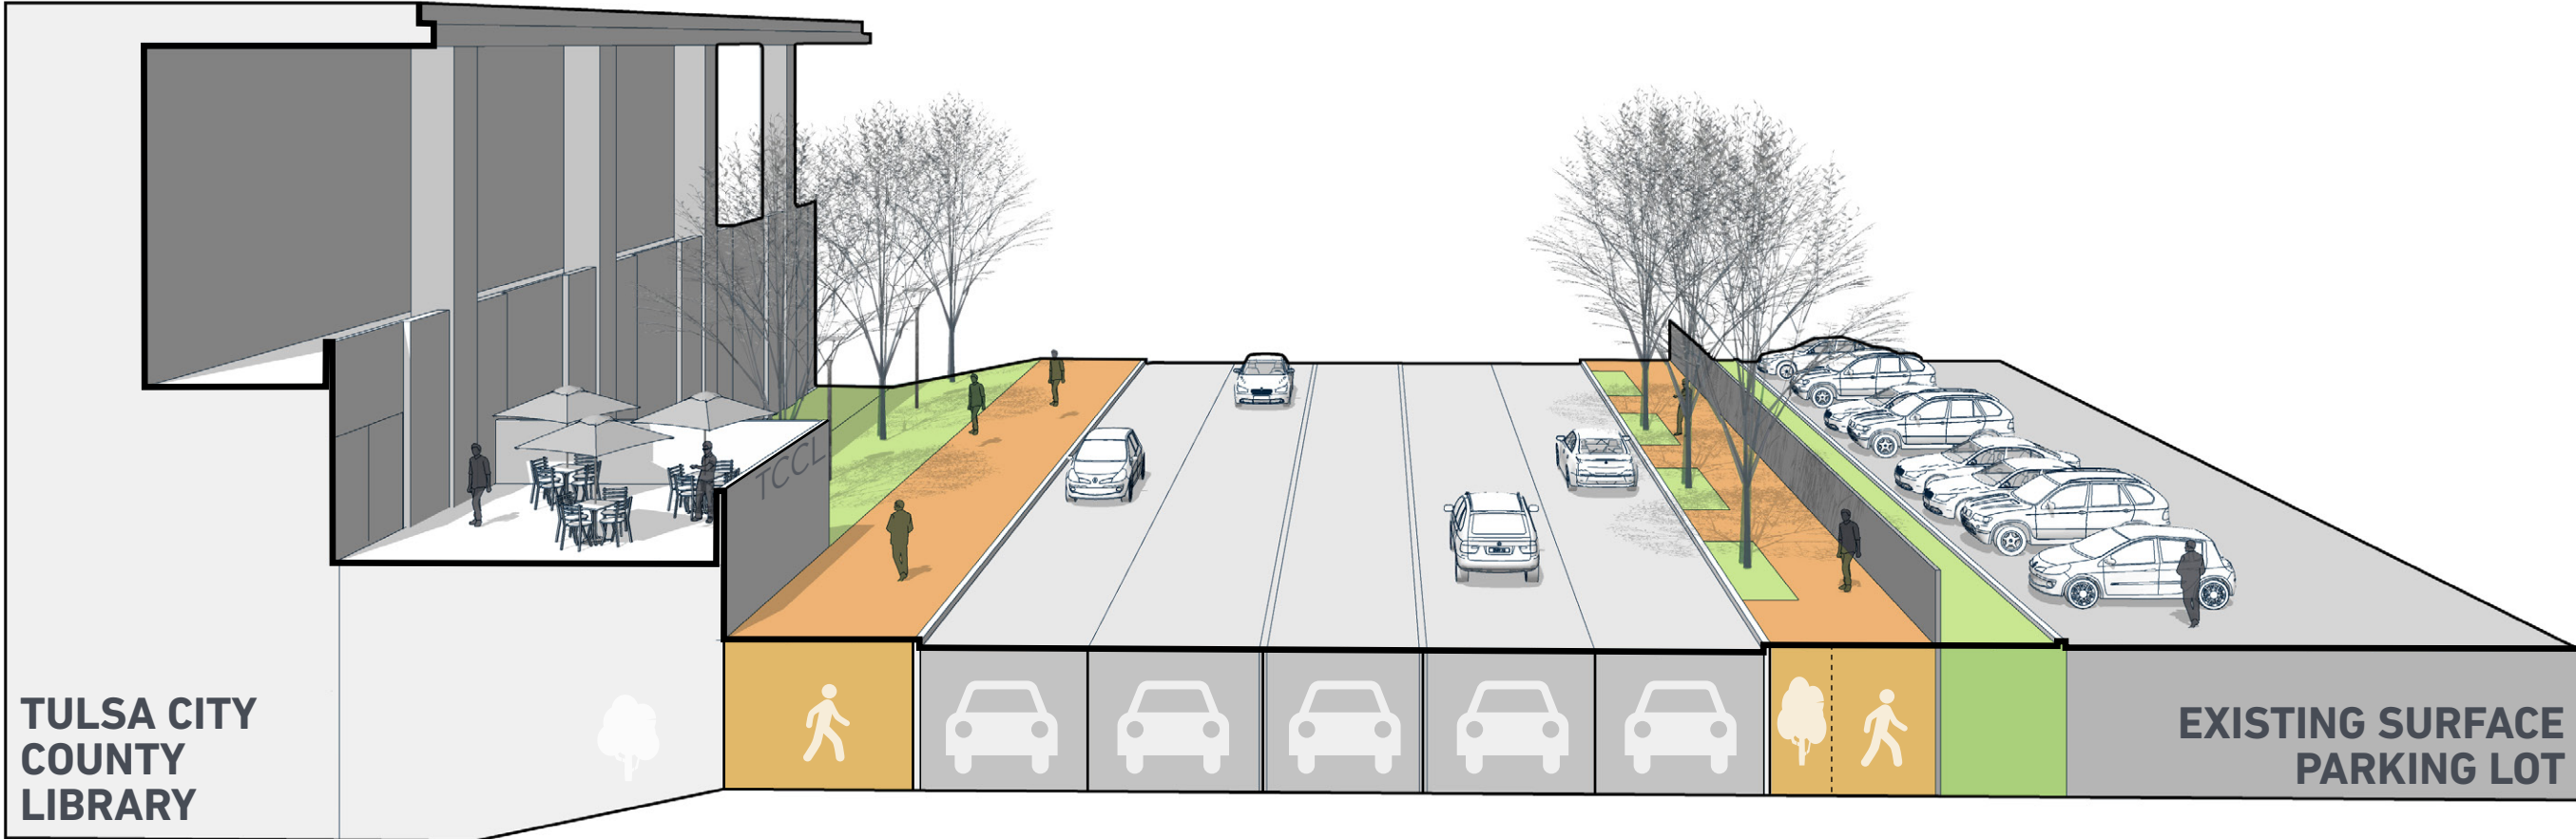 TCCL
TULSA CITY
COUNTY
LIBRARY
EXISTING SURFACE
PARKING LOT